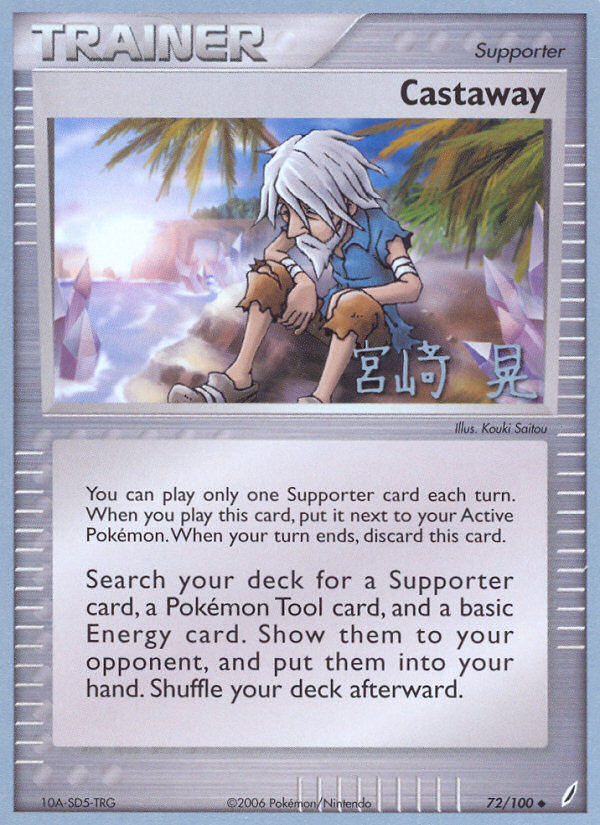 TRAINER
Supporter
Castaway
宮崎 晃
Illus. Kouki Saitou
You can play only one Supporter card each turn.
When you play this card, put it next to your Active
Pokémon. When your turn ends, discard this card.
Search your deck for a Supporter
card, a Pokémon Tool card, and a basic
Energy card. Show them to your
opponent, and put them into your
hand. Shuffle your deck afterward.
10A-SD5-TRG
©2006 Pokémon/Nintendo
72/100 ◆